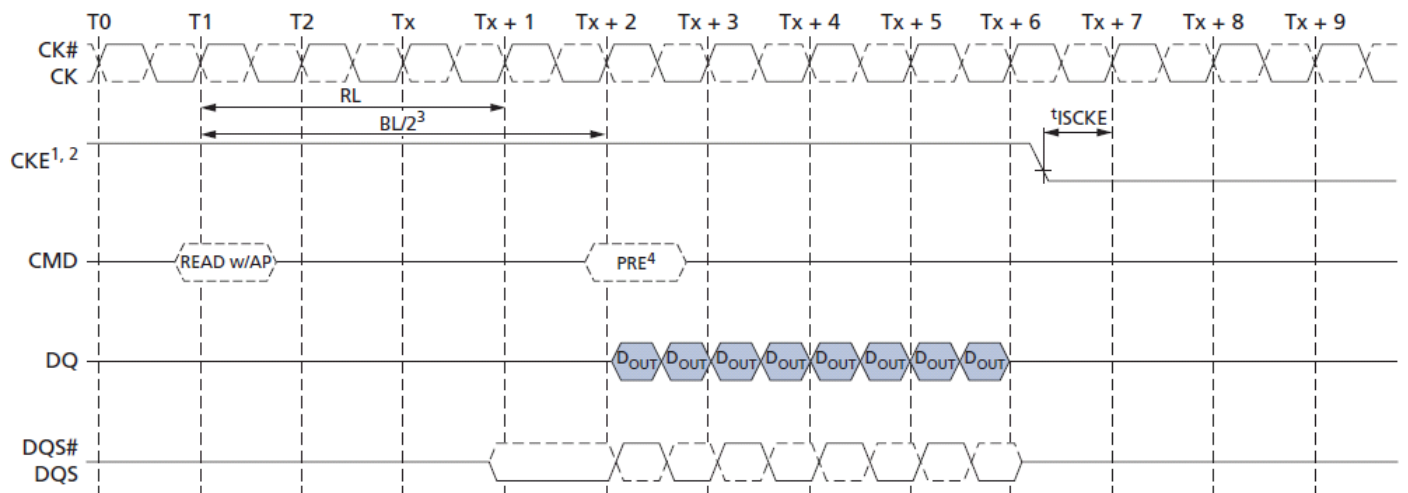 T0 T1 T2 Tx Tx + 1 Tx + 2 Tx + 3 Tx + 4 Tx + 5 Tx + 6 Tx + 7 Tx + 8 Tx + 9
CK#
CK
RL
BL/2³
tISCKE
CKE1, 2
CMD READ w/AP PRE⁴
DQ DOUT DOUT DOUT DOUT DOUT DOUT DOUT DOUT
DQS#
DQS